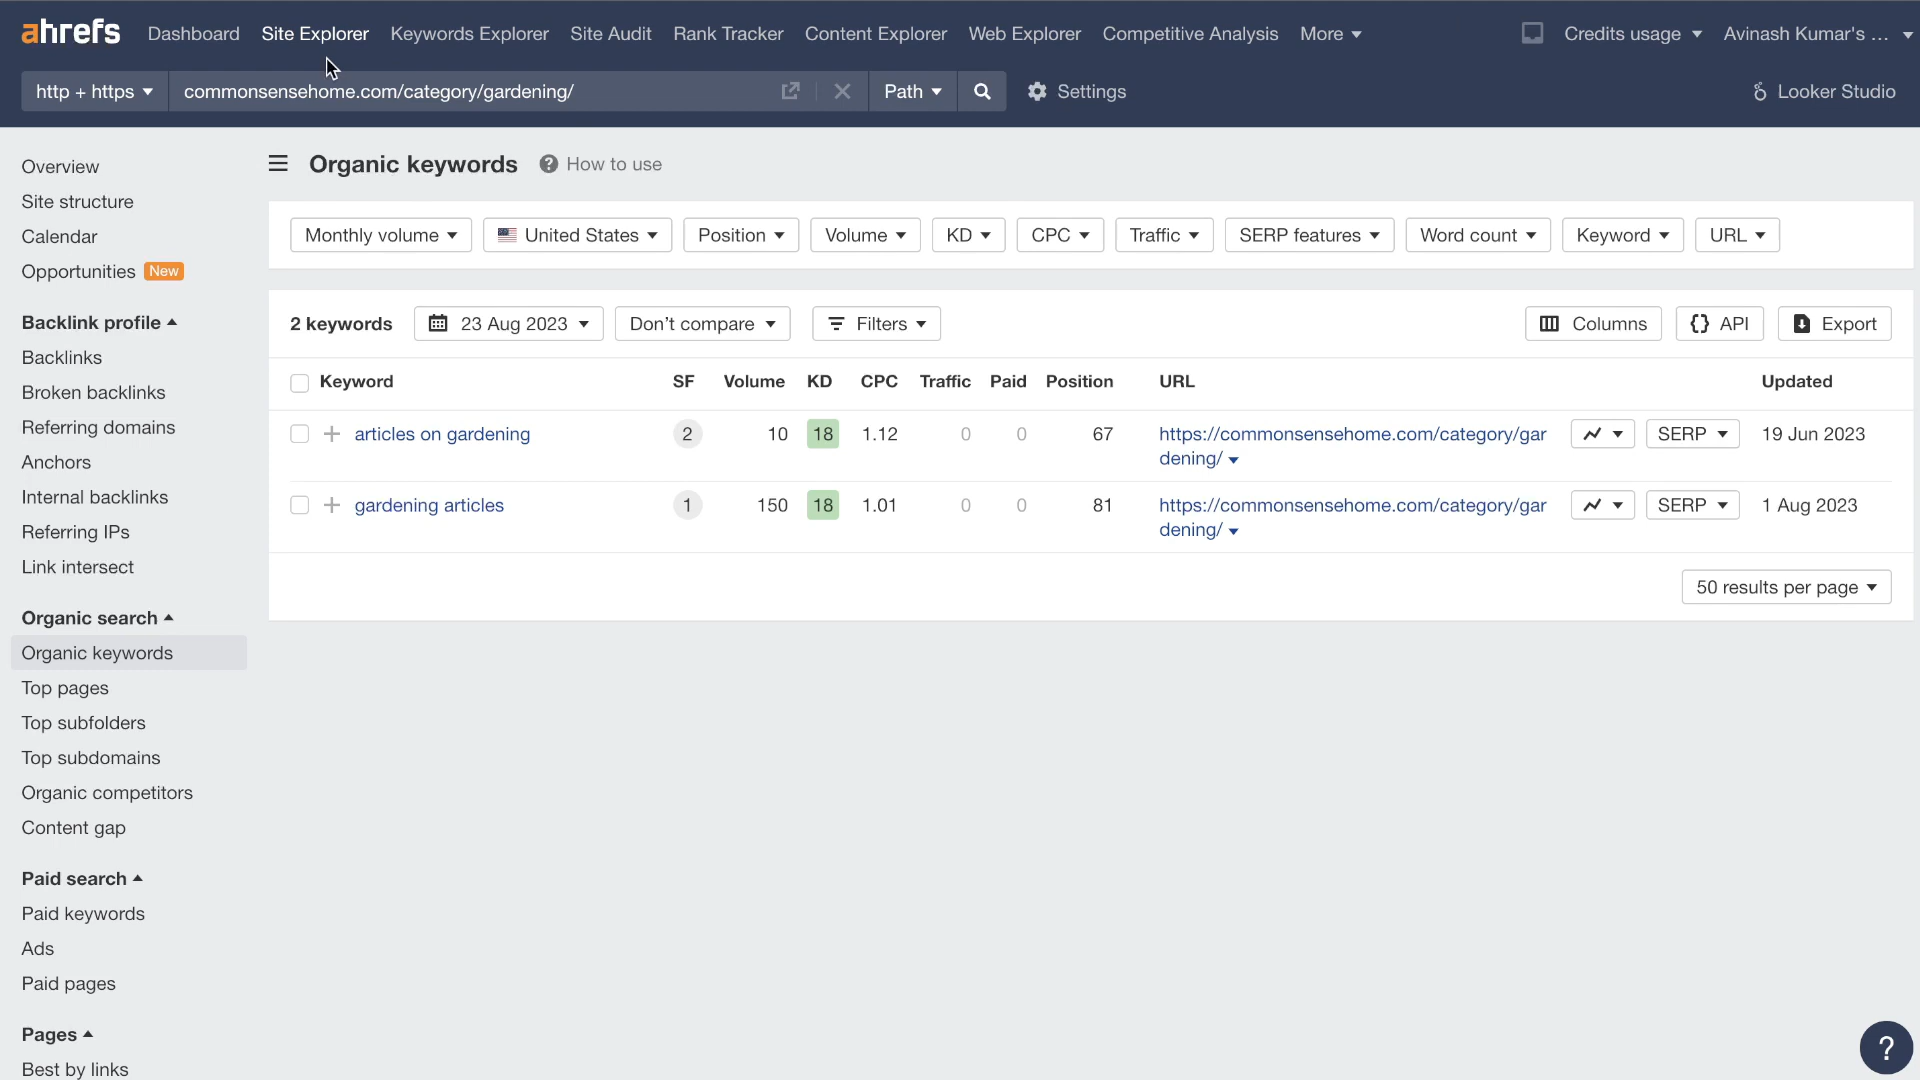 ahrefs Dashboard Site Explorer Keywords Explorer Site Audit Rank Tracker Content Explorer Web Explorer Competitive Analysis More Credits usage Avinash Kumar's ...
http + https commonsensehome.com/category/gardening/ Path Settings Looker Studio
Overview
Site structure
Calendar
Opportunities New
Backlink profile
Backlinks
Broken backlinks
Referring domains
Anchors
Internal backlinks
Referring IPs
Link intersect
Organic search
Organic keywords
Top pages
Top subfolders
Top subdomains
Organic competitors
Content gap
Paid search
Paid keywords
Ads
Paid pages
Pages
Best by links
Organic keywords ? How to use
Monthly volume United States Position Volume KD CPC Traffic SERP features Word count Keyword URL
2 keywords 23 Aug 2023 Don't compare Filters Columns {} API Export
Keyword SF Volume KD CPC Traffic Paid Position URL Updated
articles on gardening 2 10 18 1.12 0 0 67 https://commonsensehome.com/category/gar SERP 19 Jun 2023
dening/
gardening articles 1 150 18 1.01 0 0 81 https://commonsensehome.com/category/gar SERP 1 Aug 2023
dening/
50 results per page
?